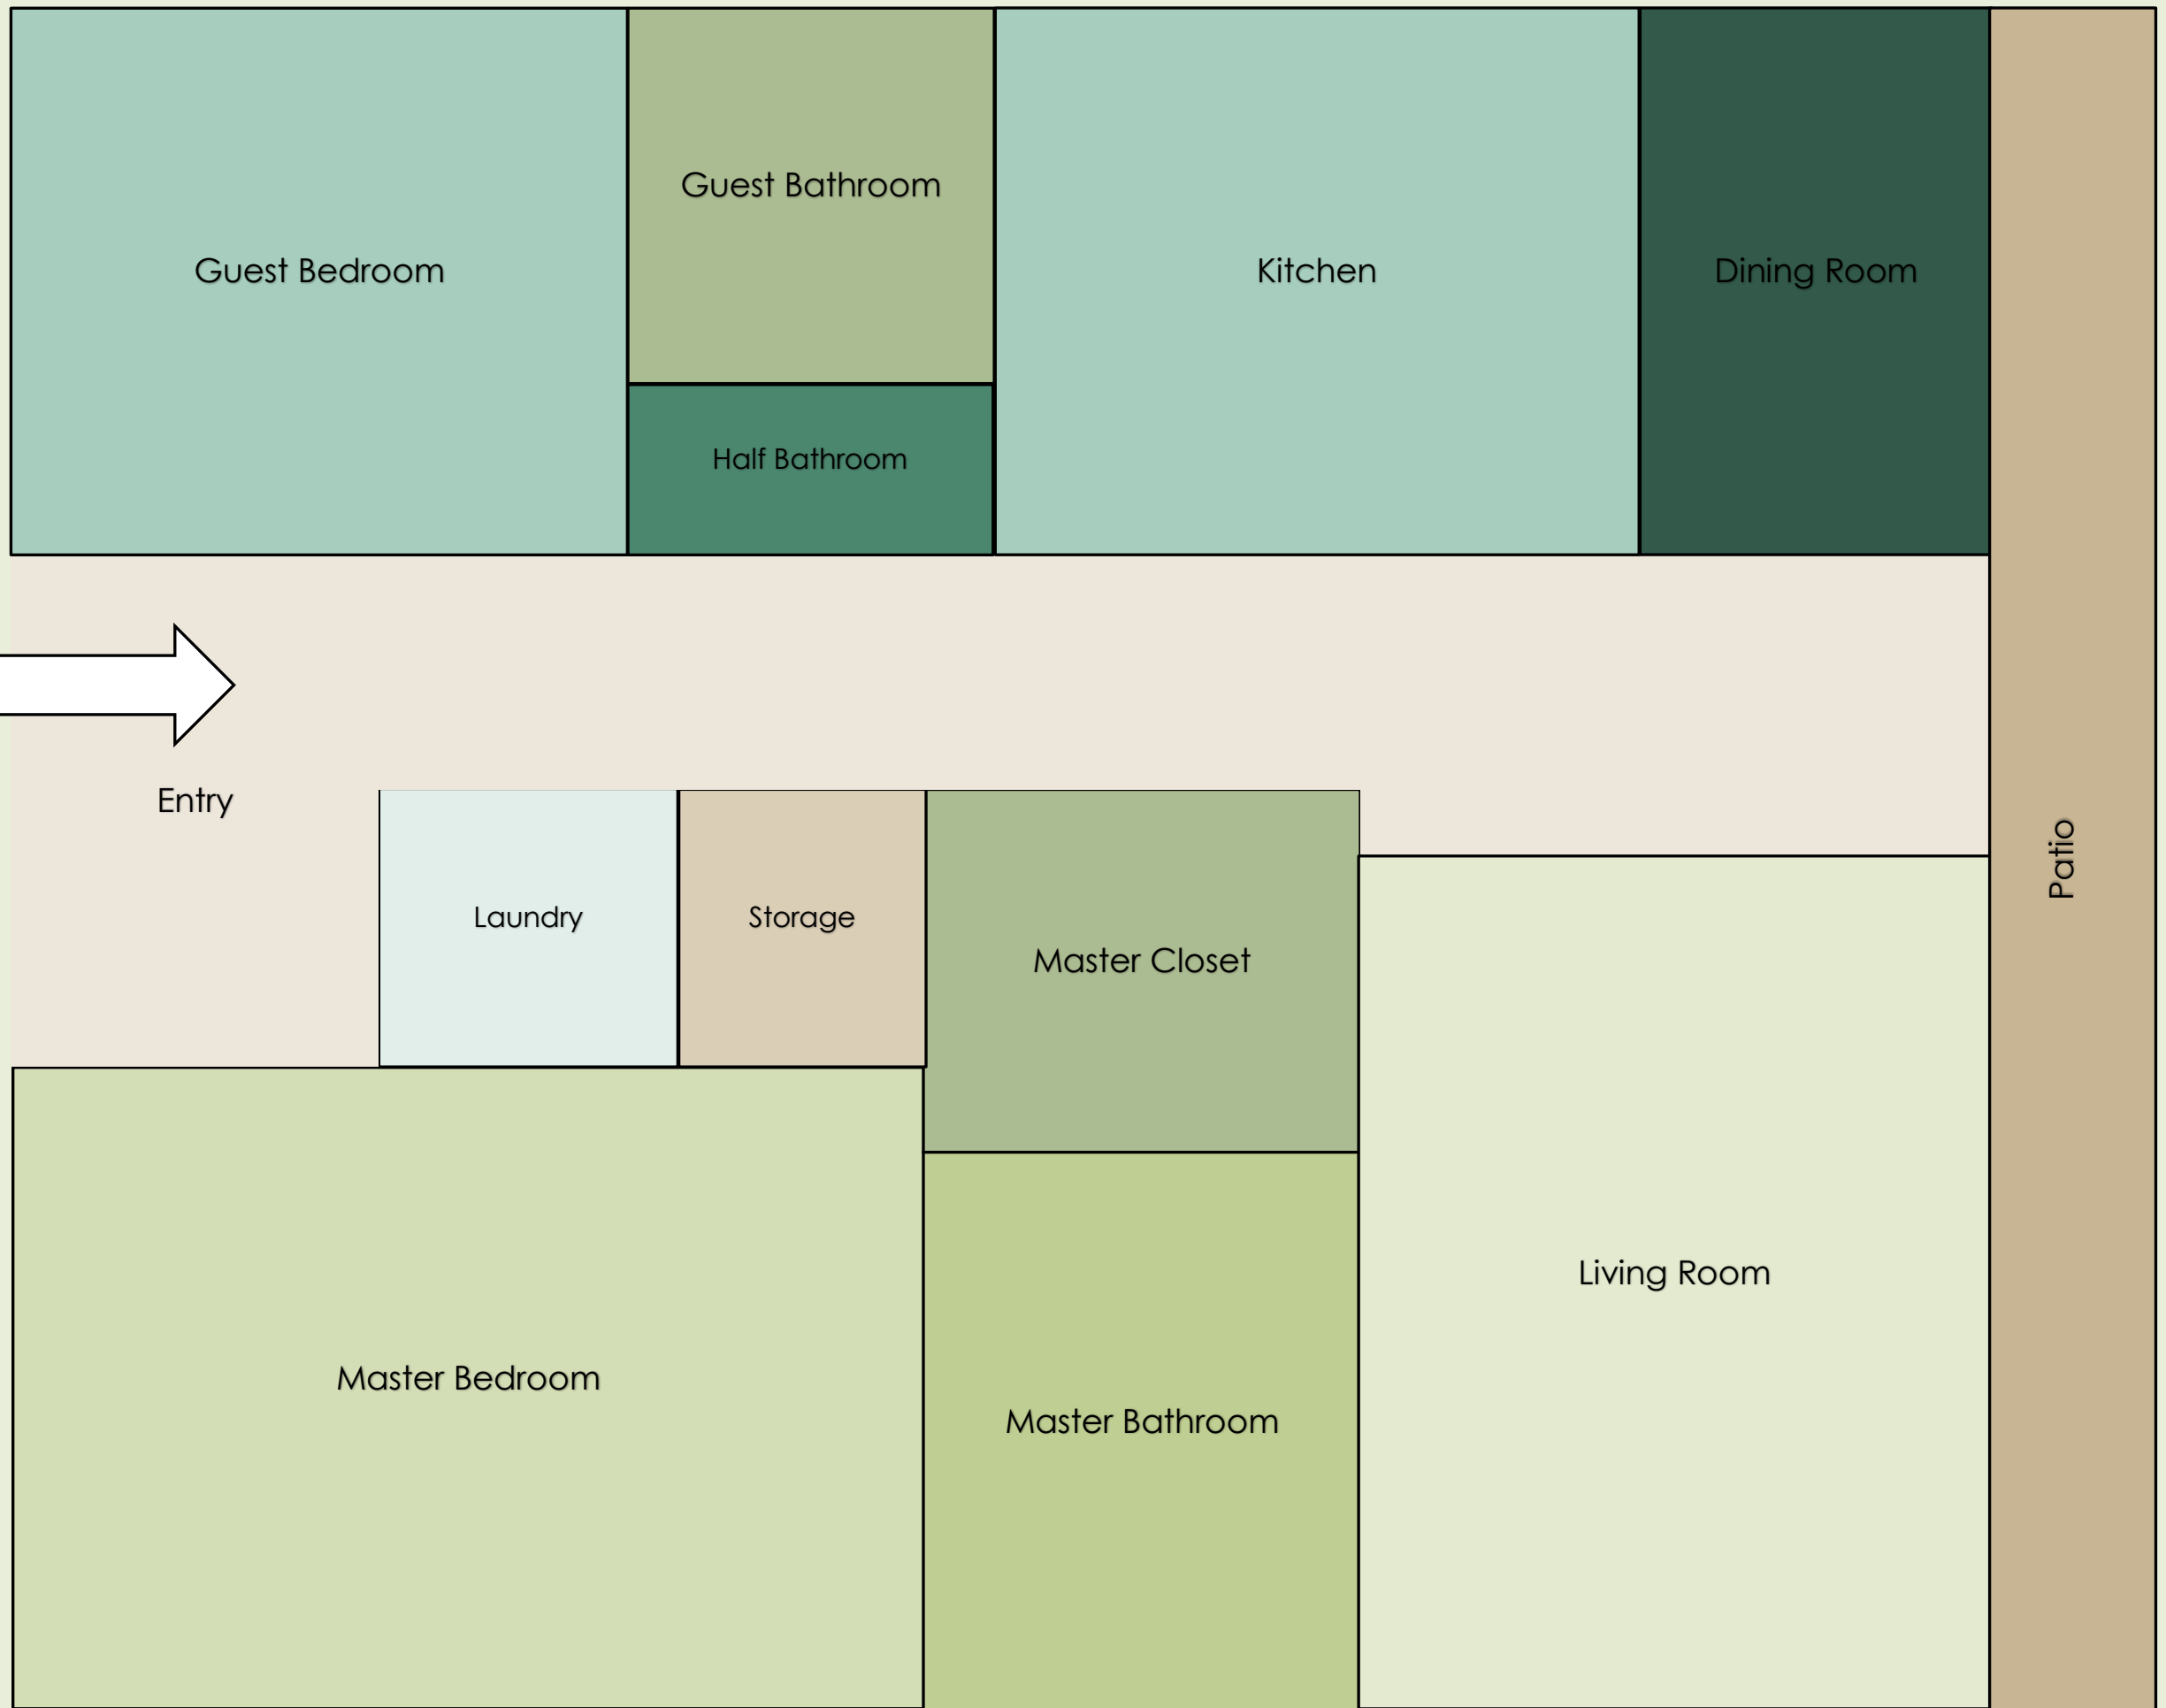 Guest Bedroom
Guest Bathroom
Half Bathroom
Kitchen
Dining Room
Entry
Laundry
Storage
Master Closet
Patio
Living Room
Master Bedroom
Master Bathroom